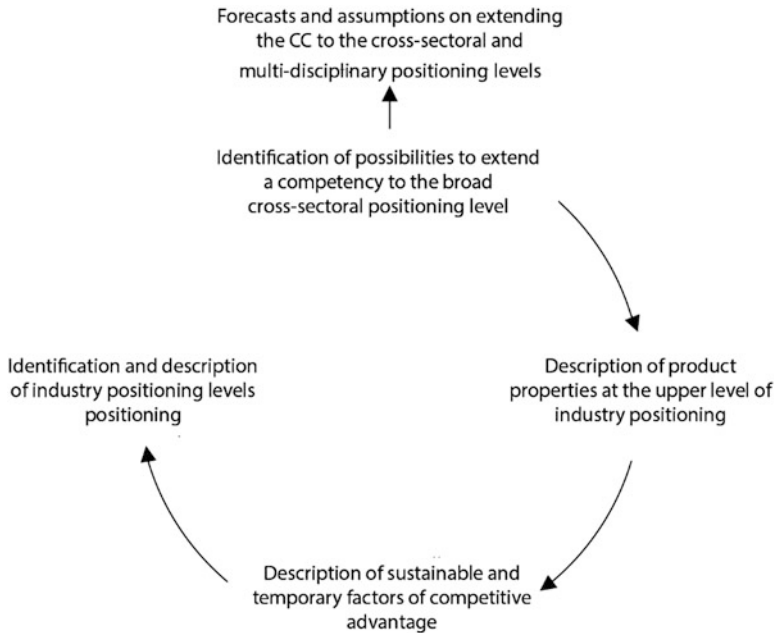 Forecasts and assumptions on extending
the CC to the cross-sectoral and
multi-disciplinary positioning levels
Identification of possibilities to extend
a competency to the broad
cross-sectoral positioning level
Identification and description
of industry positioning levels
positioning
Description of product
properties at the upper level of
industry positioning
Description of sustainable and
temporary factors of competitive
advantage